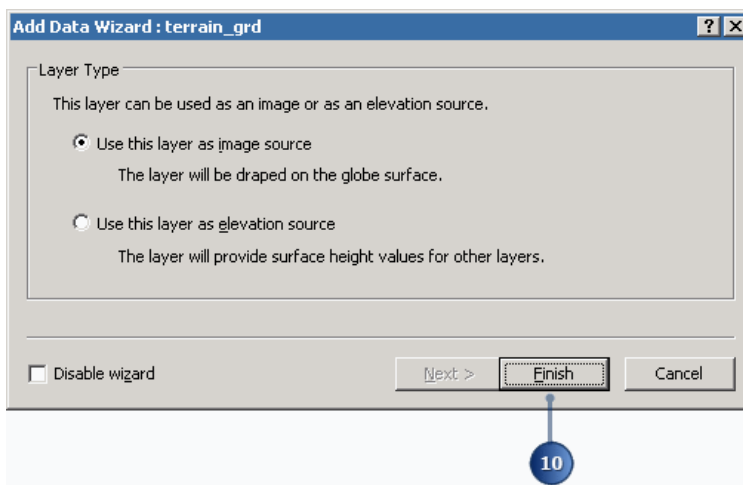 Add Data Wizard : terrain_grd
Layer Type
This layer can be used as an image or as an elevation source.
Use this layer as image source
The layer will be draped on the globe surface.
Use this layer as elevation source
The layer will provide surface height values for other layers.
Disable wizard
Next >
Finish
Cancel
10